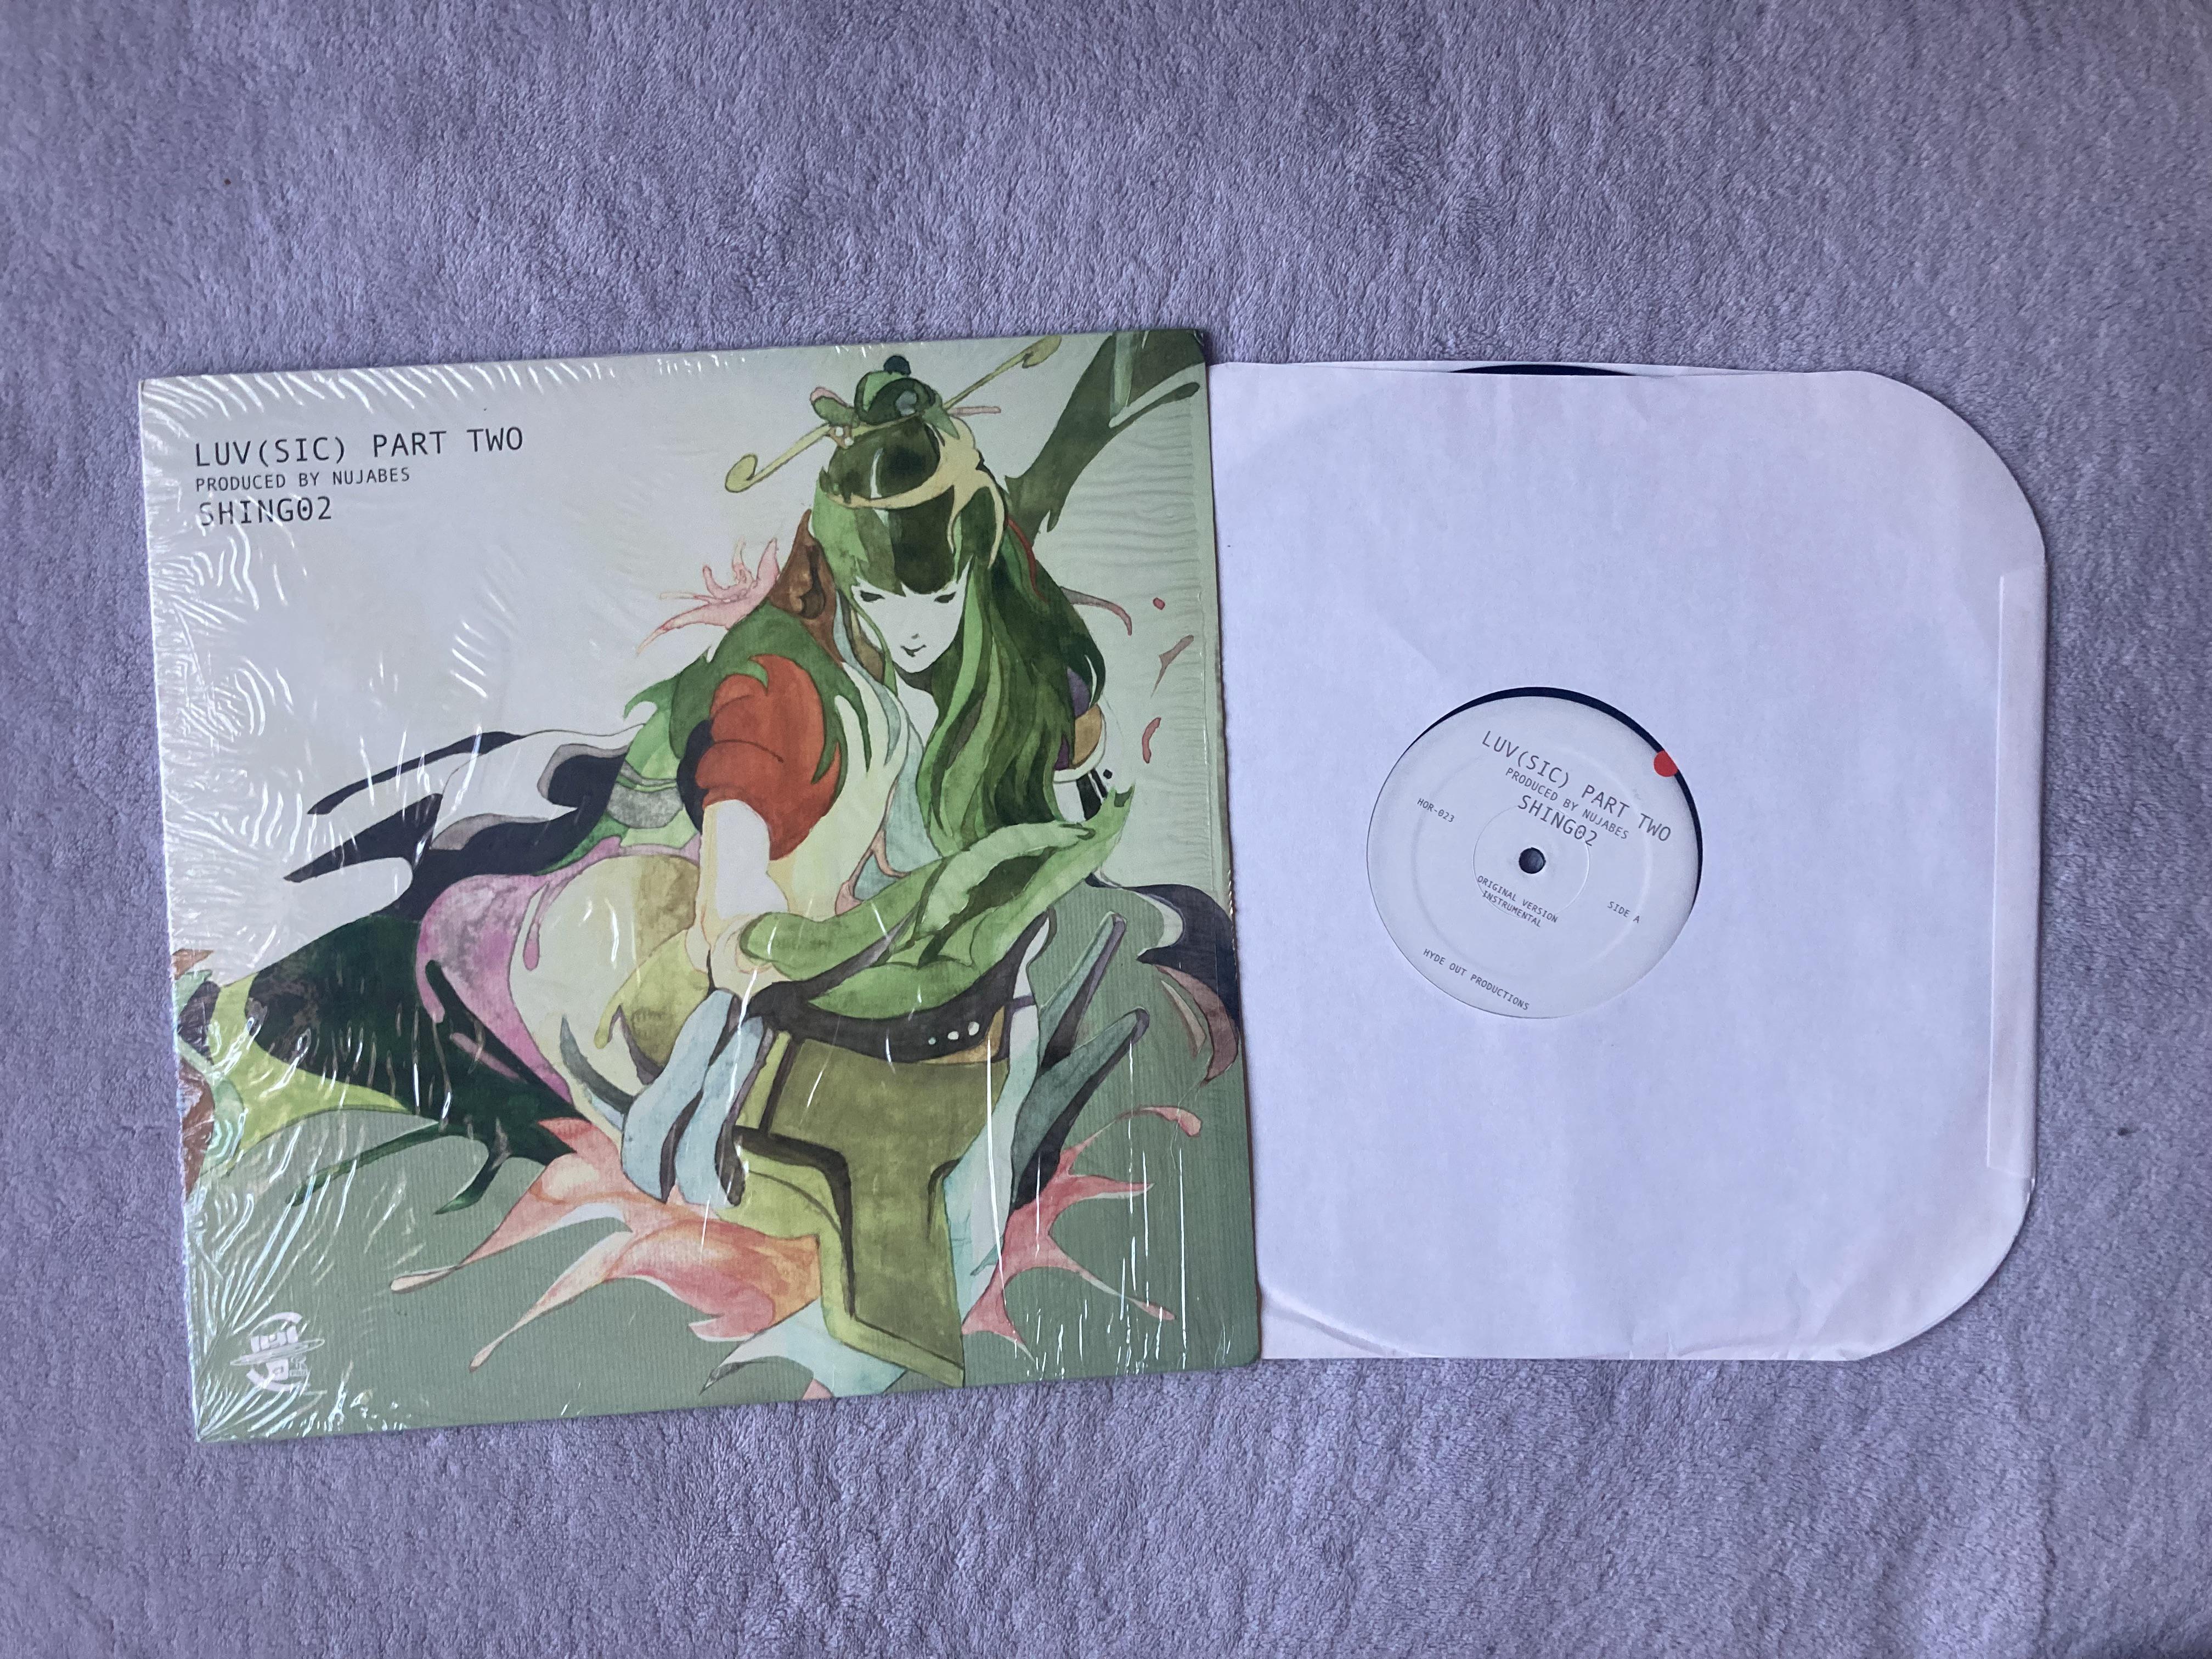 LUV(SIC) PART TWO
PRODUCED BY NUJABES
SHING02
LUV(SIC) PART TWO
PRODUCED BY NUJABES
SHING02
HOR-023
ORIGINAL VERSION
INSTRUMENTAL
SIDE A
HYDE OUT PRODUCTIONS